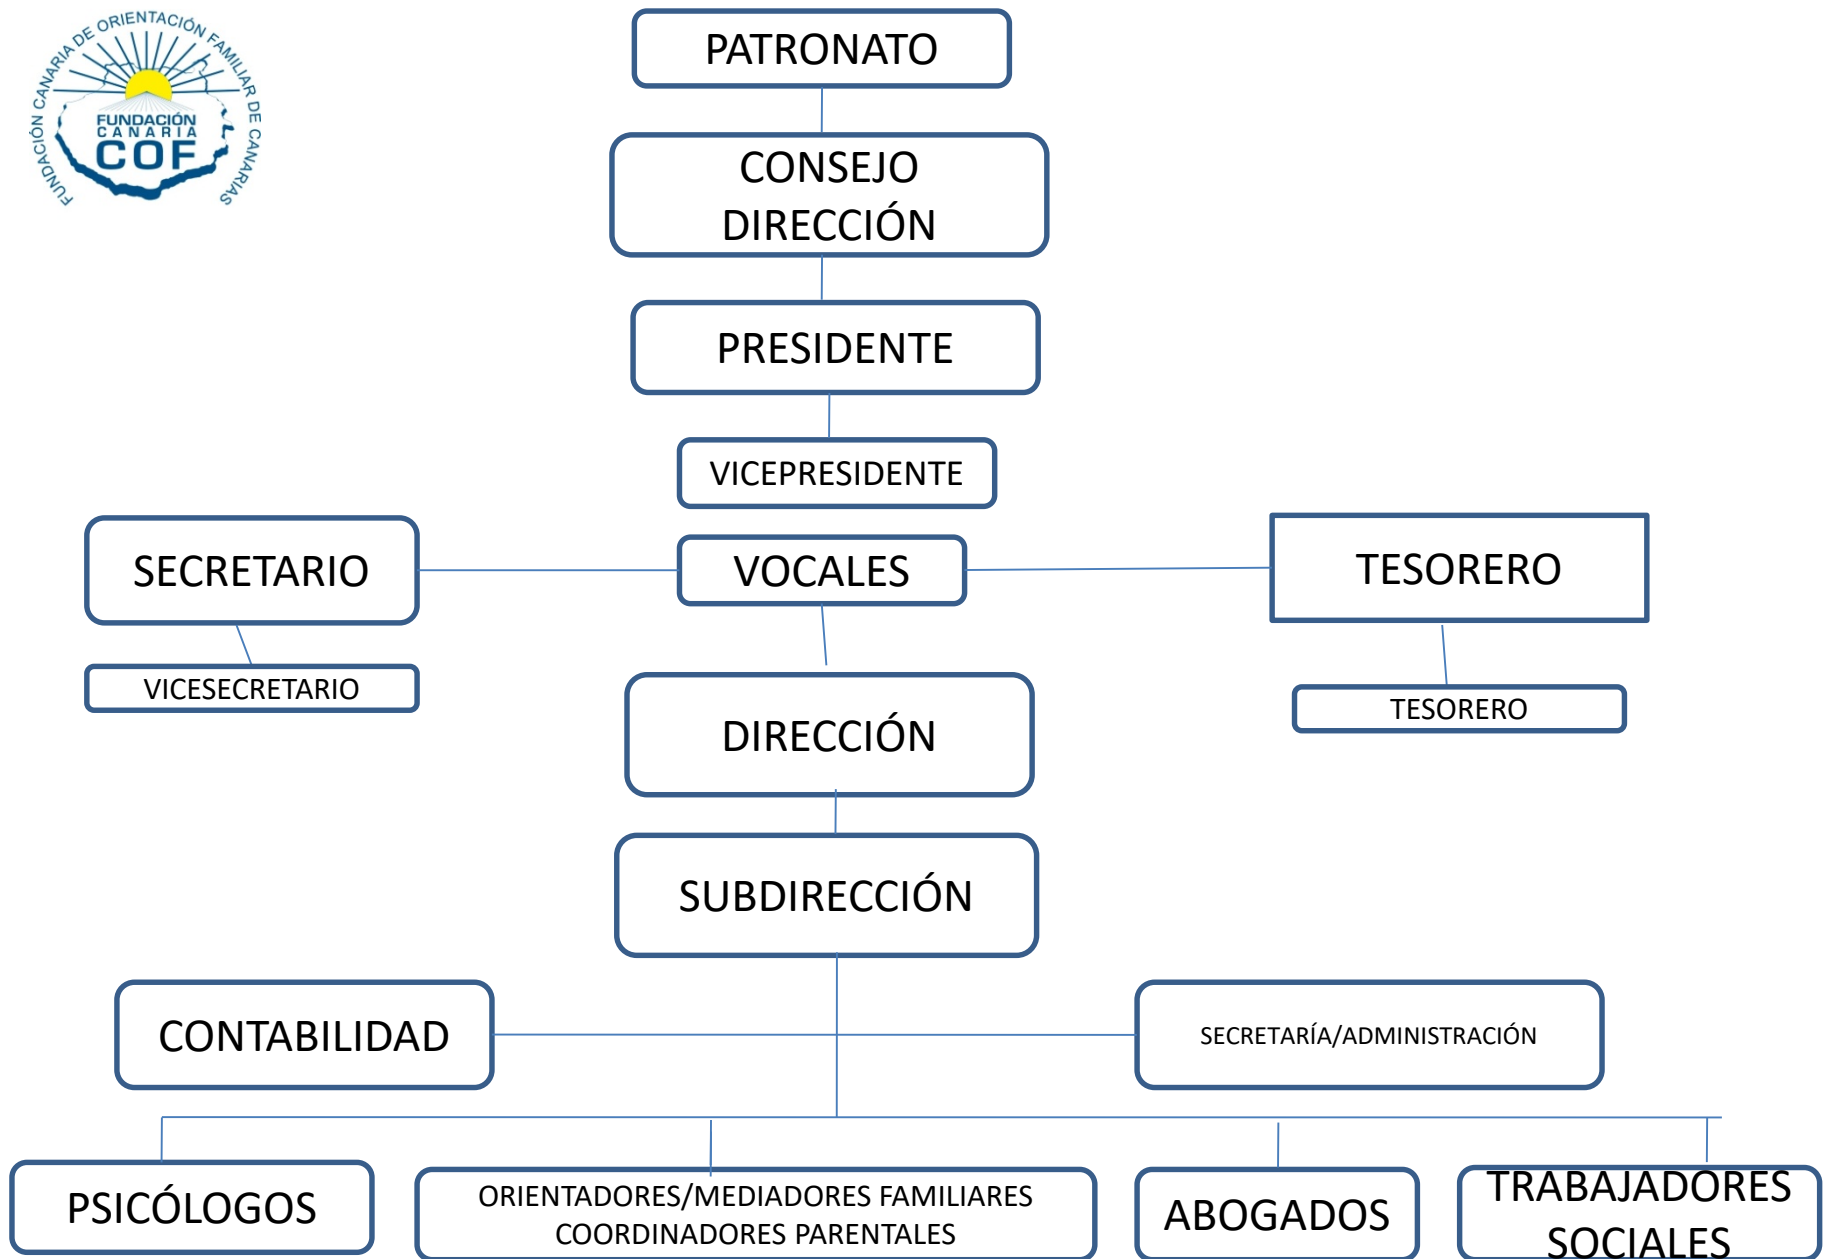 FUNDACIÓN CANARIA DE ORIENTACIÓN FAMILIAR DE CANARIAS
FUNDACIÓN
CANARIA
COF
PATRONATO
CONSEJO
DIRECCIÓN
PRESIDENTE
VICEPRESIDENTE
SECRETARIO
VOCALES
TESORERO
VICESECRETARIO
TESORERO
DIRECCIÓN
SUBDIRECCIÓN
CONTABILIDAD
SECRETARÍA/ADMINISTRACIÓN
PSICÓLOGOS
ORIENTADORES/MEDIADORES FAMILIARES
COORDINADORES PARENTALES
ABOGADOS
TRABAJADORES
SOCIALES